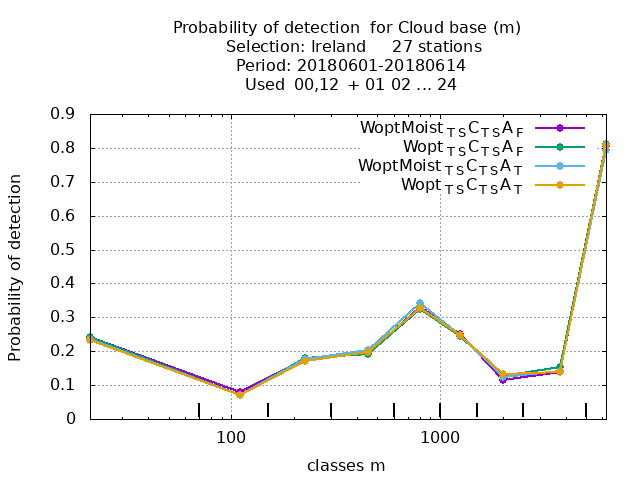 Probability of detection  for Cloud base (m)
Selection: Ireland     27 stations
Period: 20180601-20180614
Used  00,12  + 01 02 ... 24
WoptMoist TS C TS A F
Wopt TS C TS A F
WoptMoist TS C TS A T
Wopt TS C TS A T
Probability of detection
0.9
0.8
0.7
0.6
0.5
0.4
0.3
0.2
0.1
0
100
1000
classes m